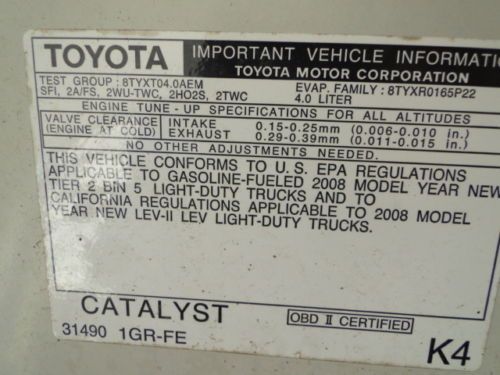 TOYOTA IMPORTANT VEHICLE INFORMATION
TOYOTA MOTOR CORPORATION
TEST GROUP : 8TYXT04.0AEM EVAP. FAMILY : 8TYXR0165P22
SFI, 2A/FS, 2WU-TWC, 2HO2S, 2TWC 4.0 LITER
ENGINE TUNE - UP SPECIFICATIONS FOR ALL ALTITUDES
VALVE CLEARANCE INTAKE 0.15-0.25mm (0.006-0.010 in.)
(ENGINE AT COLD) EXHAUST 0.29-0.39mm (0.011-0.015 in.)
NO OTHER ADJUSTMENTS NEEDED.
THIS VEHICLE CONFORMS TO U.S. EPA REGULATIONS
APPLICABLE TO GASOLINE-FUELED 2008 MODEL YEAR NEW
TIER 2 BIN 5 LIGHT-DUTY TRUCKS AND TO
CALIFORNIA REGULATIONS APPLICABLE TO 2008 MODEL
YEAR NEW LEV-II LEV LIGHT-DUTY TRUCKS.
CATALYST OBD II CERTIFIED
31490 1GR-FE K4